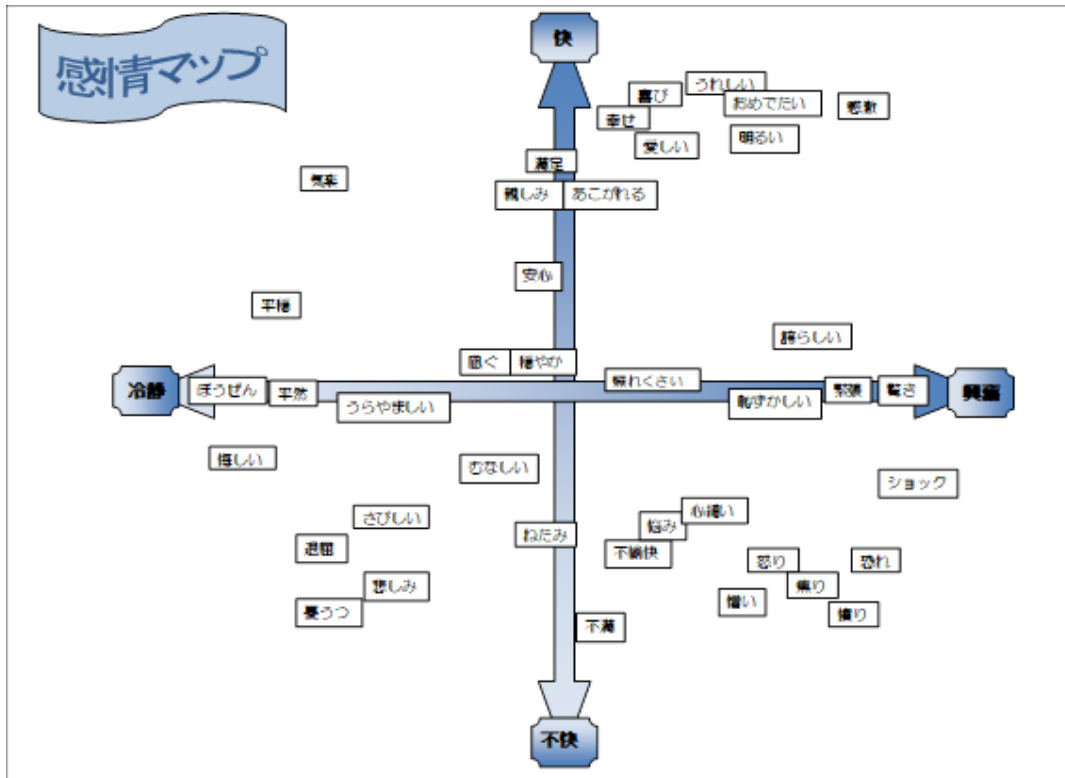 感情マップ
快
うれしい
喜び
おめでたい
感激
幸せ
明るい
愛しい
満足
気楽
親しみ
あこがれる
安心
平穏
誇らしい
凪ぐ
穏やか
照れくさい
冷静
ぼうぜん
平然
うらやましい
恥ずかしい
緊張
驚き
興奮
悔しい
むなしい
ショック
さびしい
心細い
悩み
ねたみ
退屈
不愉快
怒り
恐れ
悲しみ
焦り
憂うつ
憎い
憤り
不満
不快